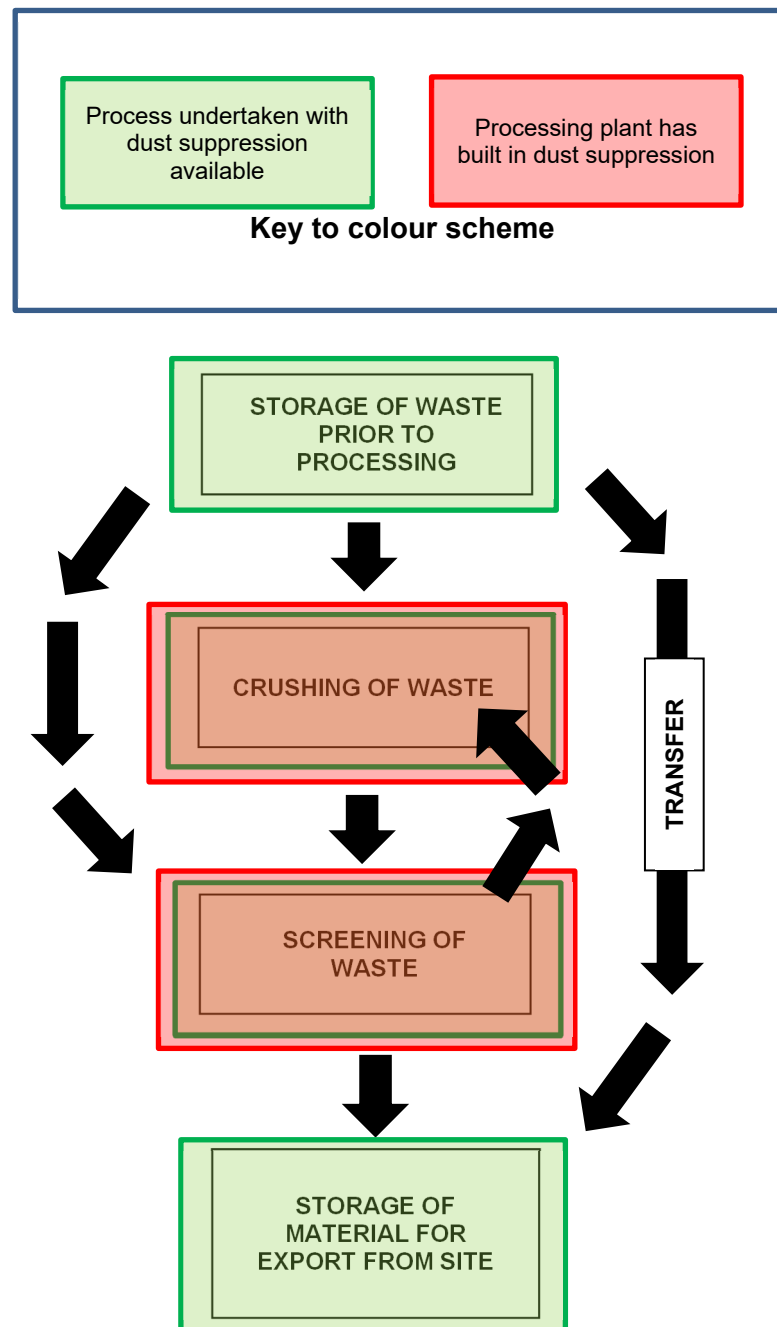 Process undertaken with
dust suppression
available
Processing plant has
built in dust suppression
Key to colour scheme
STORAGE OF WASTE
PRIOR TO
PROCESSING
CRUSHING OF WASTE
TRANSFER
SCREENING OF
WASTE
STORAGE OF
MATERIAL FOR
EXPORT FROM SITE